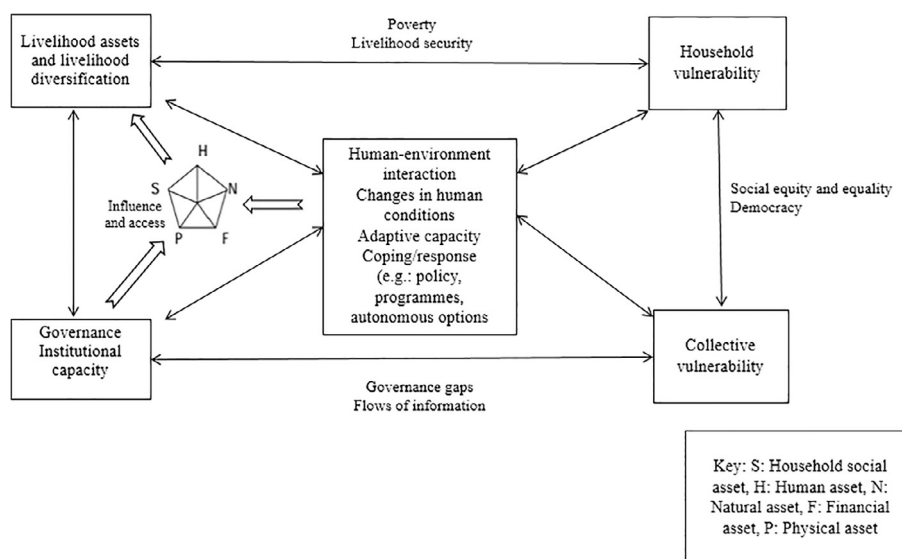 Livelihood assets
and livelihood
diversification
Poverty
Livelihood security
Household
vulnerability
H
S
N
Influence
and access
P
F
Human-environment
interaction
Changes in human
conditions
Adaptive capacity
Coping/response
(e.g.: policy,
programmes,
autonomous options
Social equity and equality
Democracy
Governance
Institutional
capacity
Collective
vulnerability
Governance gaps
Flows of information
Key: S: Household social
asset, H: Human asset, N:
Natural asset, F: Financial
asset, P: Physical asset